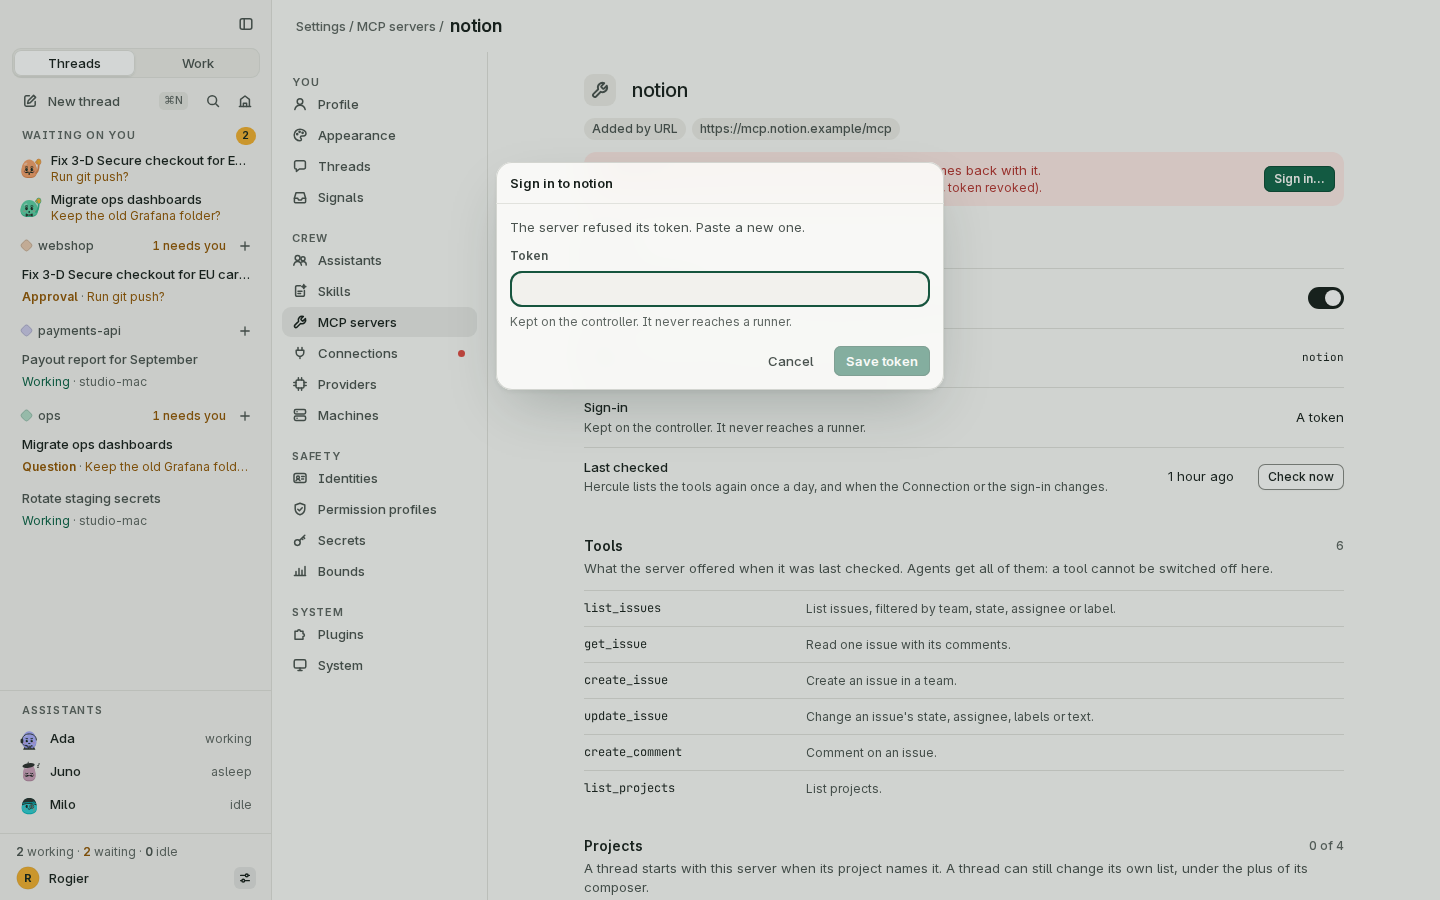 Threads
Work
New thread
⌘N
WAITING ON YOU
2
Fix 3-D Secure checkout for E...
Run git push?
Migrate ops dashboards
Keep the old Grafana folder?
webshop
1 needs you
Fix 3-D Secure checkout for EU car...
Approval · Run git push?
payments-api
Payout report for September
Working · studio-mac
ops
1 needs you
Migrate ops dashboards
Question · Keep the old Grafana fold...
Rotate staging secrets
Working · studio-mac
ASSISTANTS
Ada
working
Juno
asleep
Milo
idle
2 working · 2 waiting · 0 idle
R
Rogier
Settings / MCP servers / notion
YOU
Profile
Appearance
Threads
Signals
CREW
Assistants
Skills
MCP servers
Connections
Providers
Machines
SAFETY
Identities
Permission profiles
Secrets
Bounds
SYSTEM
Plugins
System
notion
Added by URL
https://mcp.notion.example/mcp
back with it.
token revoked).
Sign in...
Sign in to notion
The server refused its token. Paste a new one.
Token
Kept on the controller. It never reaches a runner.
Cancel
Save token
notion
Sign-in
Kept on the controller. It never reaches a runner.
A token
Last checked
Hercule lists the tools again once a day, and when the Connection or the sign-in changes.
1 hour ago
Check now
Tools
6
What the server offered when it was last checked. Agents get all of them: a tool cannot be switched off here.
list_issues
List issues, filtered by team, state, assignee or label.
get_issue
Read one issue with its comments.
create_issue
Create an issue in a team.
update_issue
Change an issue's state, assignee, labels or text.
create_comment
Comment on an issue.
list_projects
List projects.
Projects
0 of 4
A thread starts with this server when its project names it. A thread can still change its own list, under the plus of its
composer.